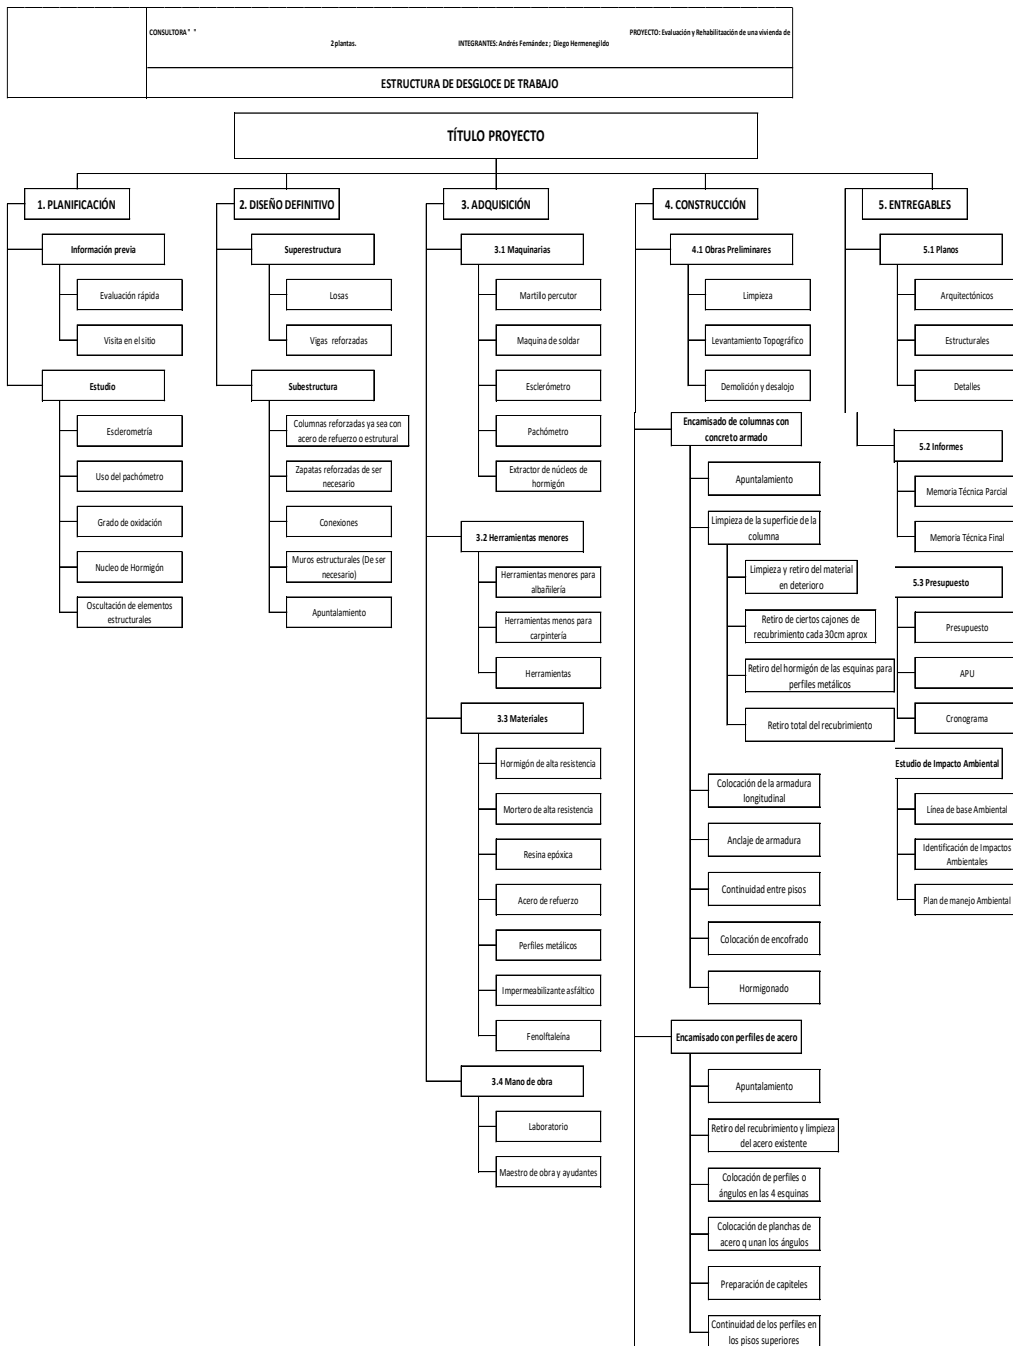 CONSULTORA " "
PROYECTO: Evaluación y Rehabilitaación de una vivienda de
2 plantas.
INTEGRANTES: Andrés Fernández ; Diego Hermenegildo
ESTRUCTURA DE DESGLOCE DE TRABAJO
TÍTULO PROYECTO
1. PLANIFICACIÓN
Información previa
Evaluación rápida
Visita en el sitio
Estudio
Esclerometría
Uso del pachómetro
Grado de oxidación
Nucleo de Hormigón
Oscultación de elementos
estructurales
2. DISEÑO DEFINITIVO
Superestructura
Losas
Vigas reforzadas
Subestructura
Columnas reforzadas ya sea con
acero de refuerzo o estrutural
Zapatas reforzadas de ser
necesario
Conexiones
Muros estructurales (De ser
necesario)
Apuntalamiento
3. ADQUISICIÓN
3.1 Maquinarias
Martillo percutor
Maquina de soldar
Esclerómetro
Pachómetro
Extractor de núcleos de
hormigón
3.2 Herramientas menores
Herramientas menores para
albañilería
Herramientas menos para
carpintería
Herramientas
3.3 Materiales
Hormigón de alta resistencia
Mortero de alta resistencia
Resina epóxica
Acero de refuerzo
Perfiles metálicos
Impermeabilizante asfáltico
Fenolftaleína
3.4 Mano de obra
Laboratorio
Maestro de obra y ayudantes
4. CONSTRUCCIÓN
4.1 Obras Preliminares
Limpieza
Levantamiento Topográfico
Demolición y desalojo
Encamisado de columnas con
concreto armado
Apuntalamiento
Limpieza de la superficie de la
columna
Limpieza y retiro del material
en deterioro
Retiro de ciertos cajones de
recubrimiento cada 30cm aprox
Retiro del hormigón de las esquinas para
perfiles metálicos
Retiro total del recubrimiento
Colocación de la armadura
longitudinal
Anclaje de armadura
Continuidad entre pisos
Colocación de encofrado
Hormigonado
Encamisado con perfiles de acero
Apuntalamiento
Retiro del recubrimiento y limpieza
del acero existente
Colocación de perfiles o
ángulos en las 4 esquinas
Colocación de planchas de
acero q unan los ángulos
Preparación de capiteles
Continuidad de los perfiles en
los pisos superiores
5. ENTREGABLES
5.1 Planos
Arquitectónicos
Estructurales
Detalles
5.2 Informes
Memoria Técnica Parcial
Memoria Técnica Final
5.3 Presupuesto
Presupuesto
APU
Cronograma
Estudio de Impacto Ambiental
Línea de base Ambiental
Identificación de Impactos
Ambientales
Plan de manejo Ambiental